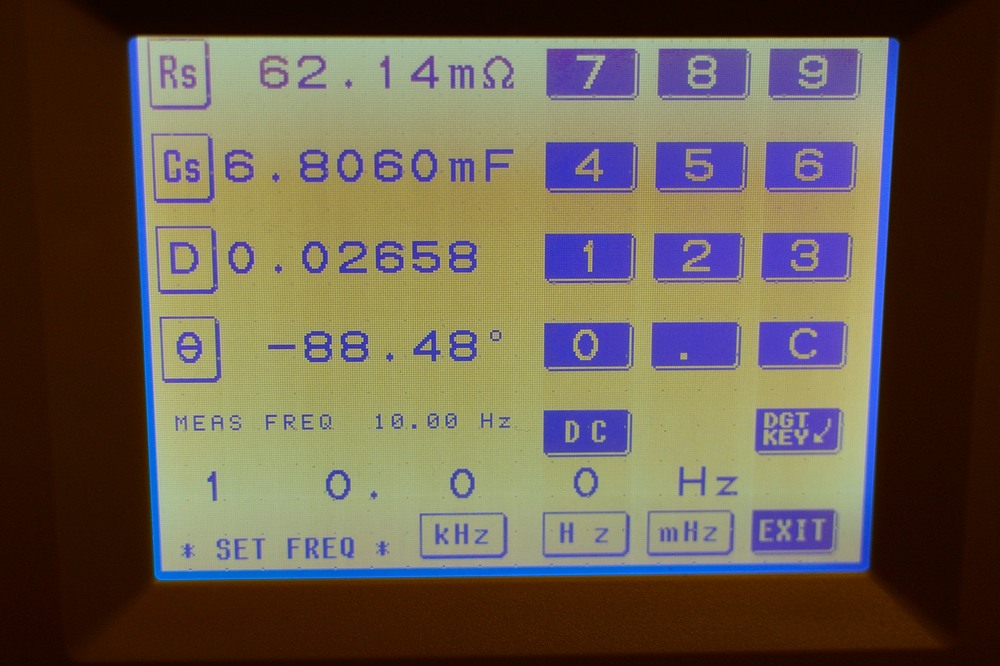 Rs 62.14mΩ 7 8 9
Cs 6.8060mF 4 5 6
D 0.02658 1 2 3
θ -88.48° 0 . C
MEAS FREQ 10.00 Hz DC DGT
KEY↙
1 0. 0 0 Hz
* SET FREQ * kHz Hz mHz EXIT